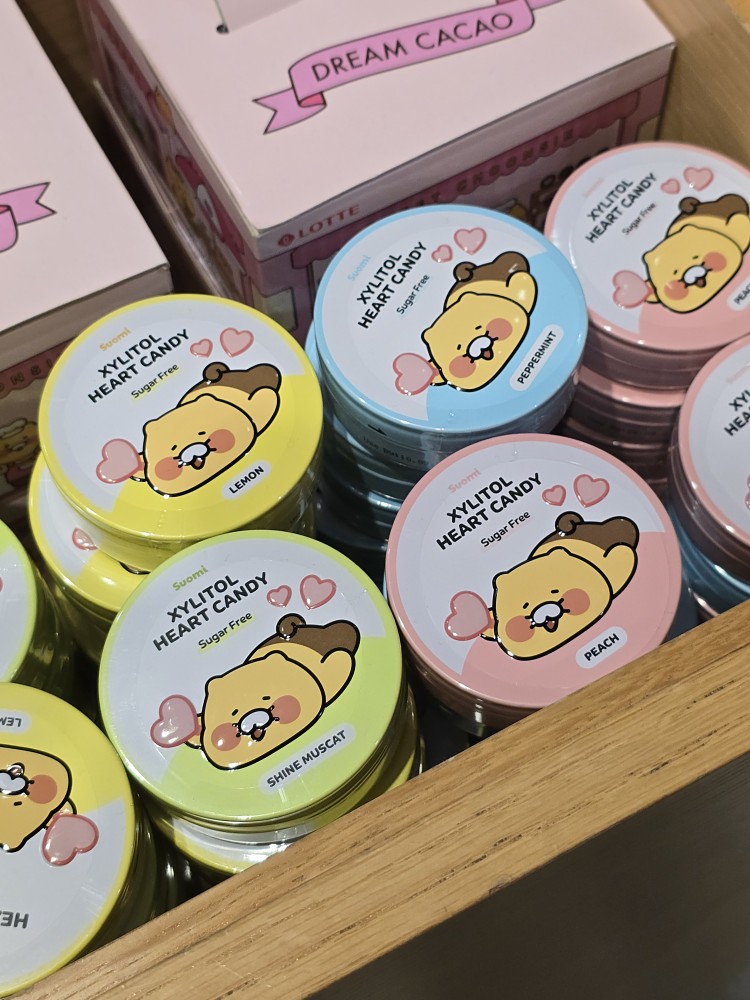 DREAM CACAO
LOTTE
Suomi
XYLITOL
HEART CANDY
Sugar Free
PEPPERMINT
Suomi
XYLITOL
HEART CANDY
Sugar Free
Suomi
XYLITOL
HEART CANDY
Sugar Free
LEMON
Suomi
XYLITOL
HEART CANDY
Sugar Free
PEACH
Suomi
XYLITOL
HEART CANDY
Sugar Free
SHINE MUSCAT